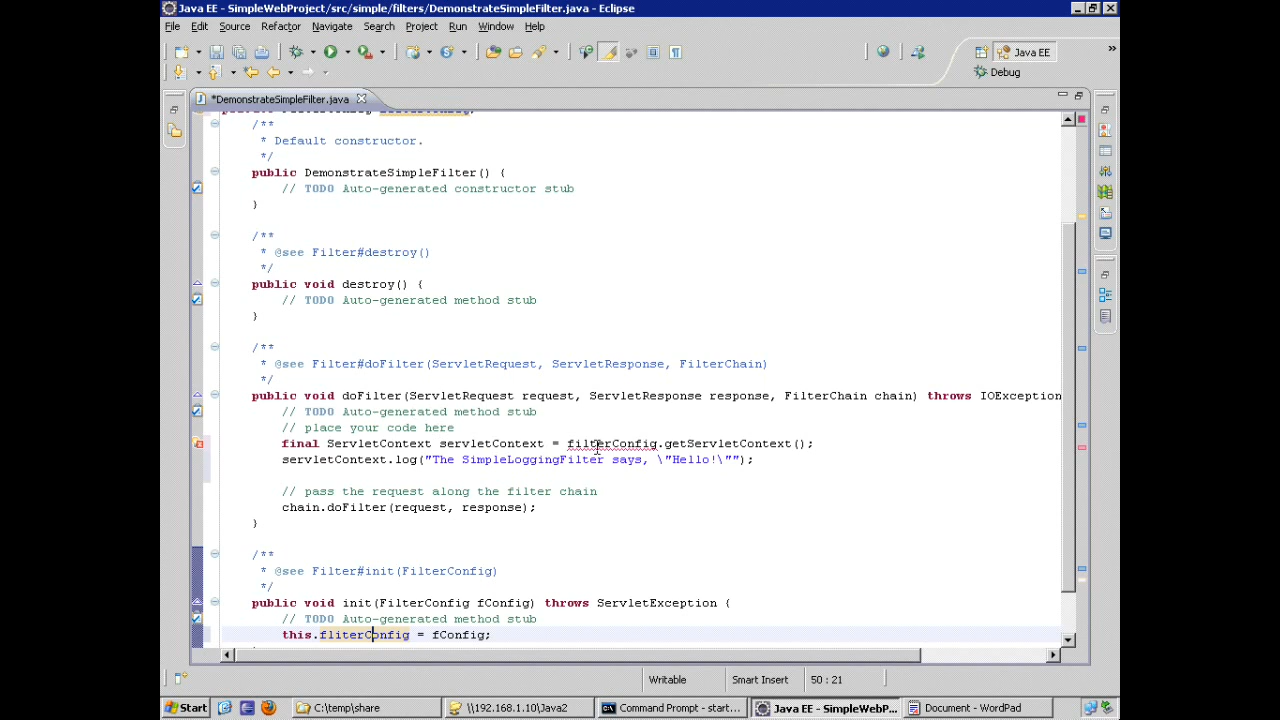 Java EE - SimpleWebProject/src/simple/filters/DemonstrateSimpleFilter.java - Eclipse
File Edit Source Refactor Navigate Search Project Run Window Help
Java EE
Debug
*DemonstrateSimpleFilter.java
/**
* Default constructor.
*/
public DemonstrateSimpleFilter() {
// TODO Auto-generated constructor stub
}
/**
* @see Filter#destroy()
*/
public void destroy() {
// TODO Auto-generated method stub
}
/**
* @see Filter#doFilter(ServletRequest, ServletResponse, FilterChain)
*/
public void doFilter(ServletRequest request, ServletResponse response, FilterChain chain) throws IOException
// TODO Auto-generated method stub
// place your code here
final ServletContext servletContext = filterConfig.getServletContext();
servletContext.log("The SimpleLoggingFilter says, \"Hello!\"");
// pass the request along the filter chain
chain.doFilter(request, response);
}
/**
* @see Filter#init(FilterConfig)
*/
public void init(FilterConfig fConfig) throws ServletException {
// TODO Auto-generated method stub
this.fliterConfig = fConfig;
Writable Smart Insert 50 : 21
Start C:\temp\share \\192.168.1.10\Java2 Command Prompt - start... Java EE - SimpleWebP... Document - WordPad